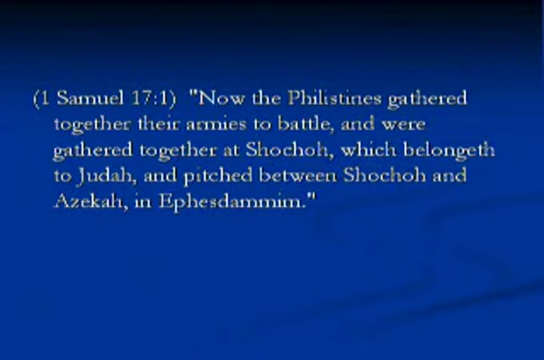 (1 Samuel 17:1) "Now the Philistines gathered
together their armies to battle, and were
gathered together at Shochoh, which belongeth
to Judah, and pitched between Shochoh and
Azekah, in Ephesdammim."